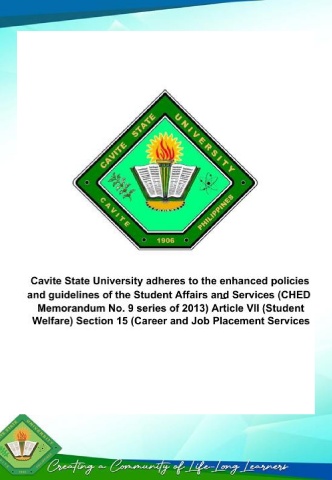 CAVITE STATE UNIVERSITY
CAVITE
PHILIPPINES
1906
Cavite State University adheres to the enhanced policies
and guidelines of the Student Affairs and Services (CHED
Memorandum No. 9 series of 2013) Article VII (Student
Welfare) Section 15 (Career and Job Placement Services
Creating a Community of Life-Long Learners